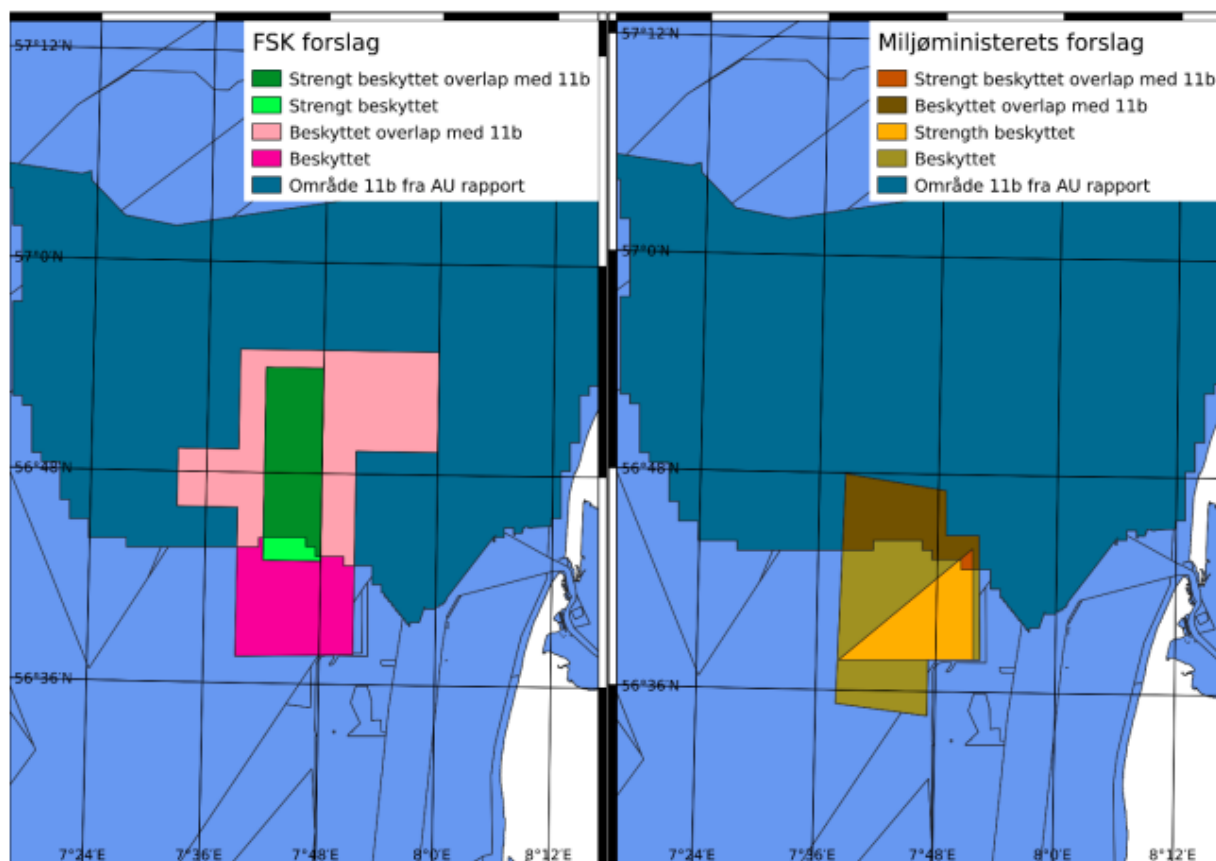 FSK forslag
Strengt beskyttet overlap med 11b
Strengt beskyttet
Beskyttet overlap med 11b
Beskyttet
Område 11b fra AU rapport
57°12′N
57°0′N
56°48′N
56°36′N
7°24′E
7°36′E
7°48′E
8°0′E
8°12′E
Miljøministerets forslag
Strengt beskyttet overlap med 11b
Beskyttet overlap med 11b
Strength beskyttet
Beskyttet
Område 11b fra AU rapport
57°12′N
57°0′N
56°48′N
56°36′N
7°24′E
7°36′E
7°48′E
8°0′E
8°12′E